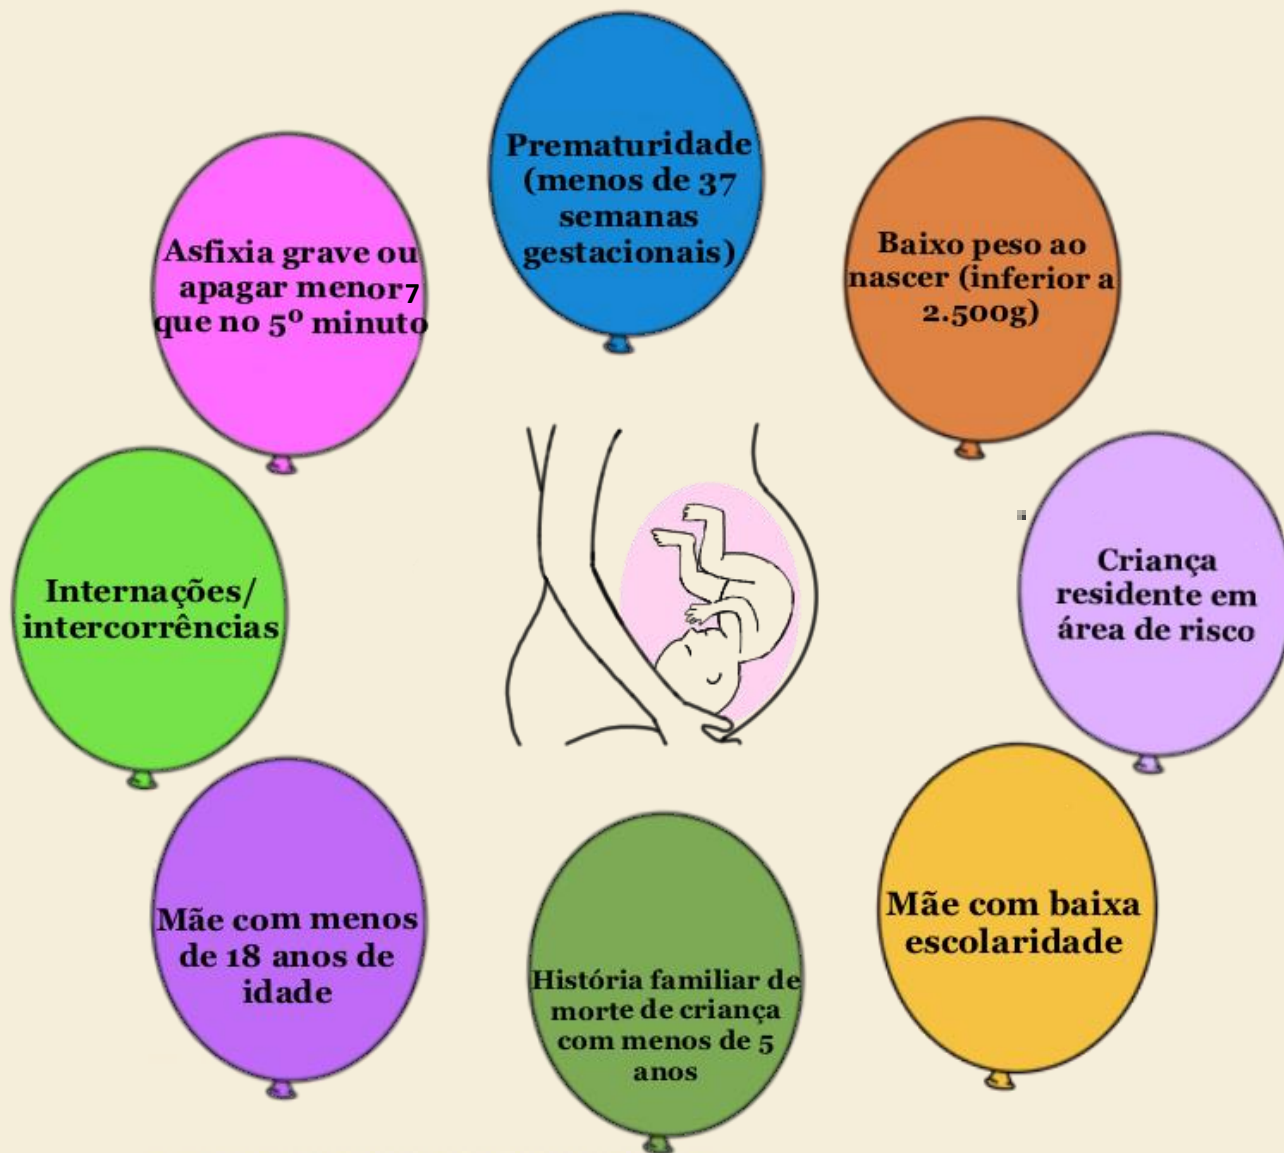 Prematuridade
(menos de 37
semanas
gestacionais)
Baixo peso ao
nascer (inferior a
2.500g)
Criança
residente em
área de risco
Mãe com baixa
escolaridade
História familiar de
morte de criança
com menos de 5
anos
Mãe com menos
de 18 anos de
idade
Internações/
intercorrências
Asfixia grave ou
apagar menor 7
que no 5º minuto